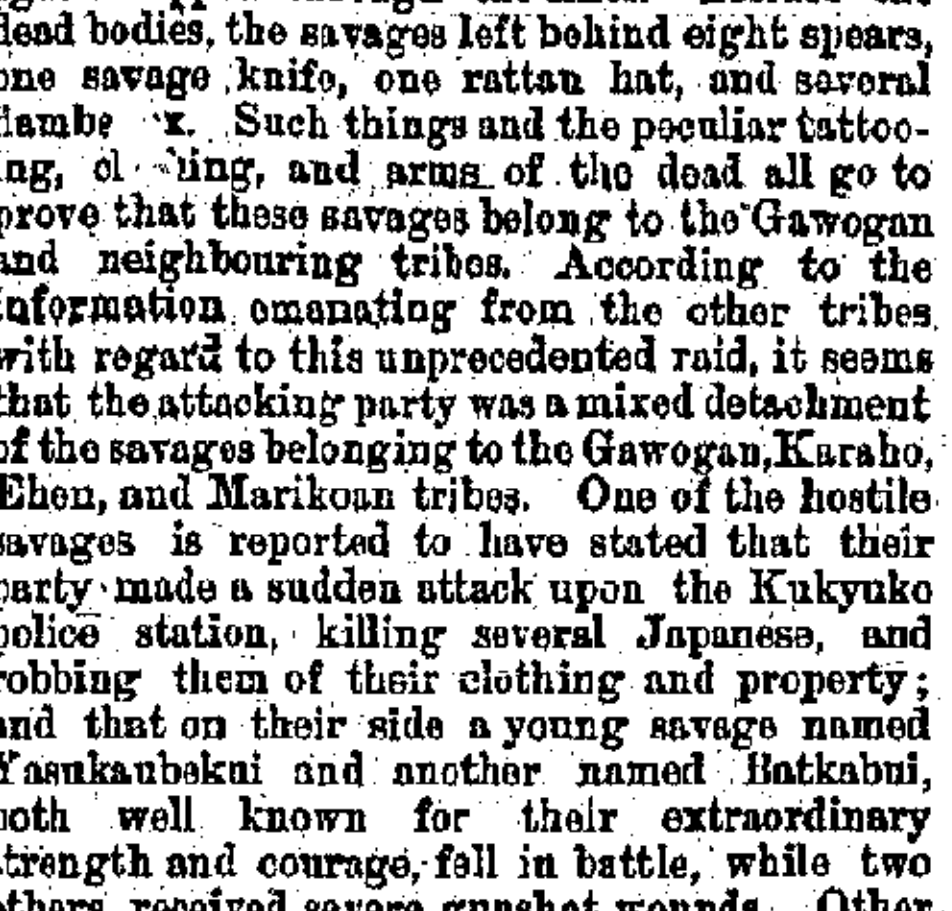 dead bodies, the savages left behind eight spears,
one savage knife, one rattan hat, and several
Such things and the peculiar tattoo-
ing, and arms of the dead all go to
prove that these savages belong to the Gawogan
and neighbouring tribes. According to the
information emanating from the other tribes
with regard to this unprecedented raid, it seems
that the attacking party was a mixed detachment
of the savages belonging to the Gawogan, Karaho,
Ehen, and Marikoan tribes. One of the hostile
savages is reported to have stated that their
party made a sudden attack upon the Kukyuko
police station, killing several Japanese, and
robbing them of their clothing and property;
and that on their side a young savage named
Yasukaubekui and another named Batkabui,
both well known for their extraordinary
strength and courage, fell in battle, while two
others received severe gunshot wounds. Other